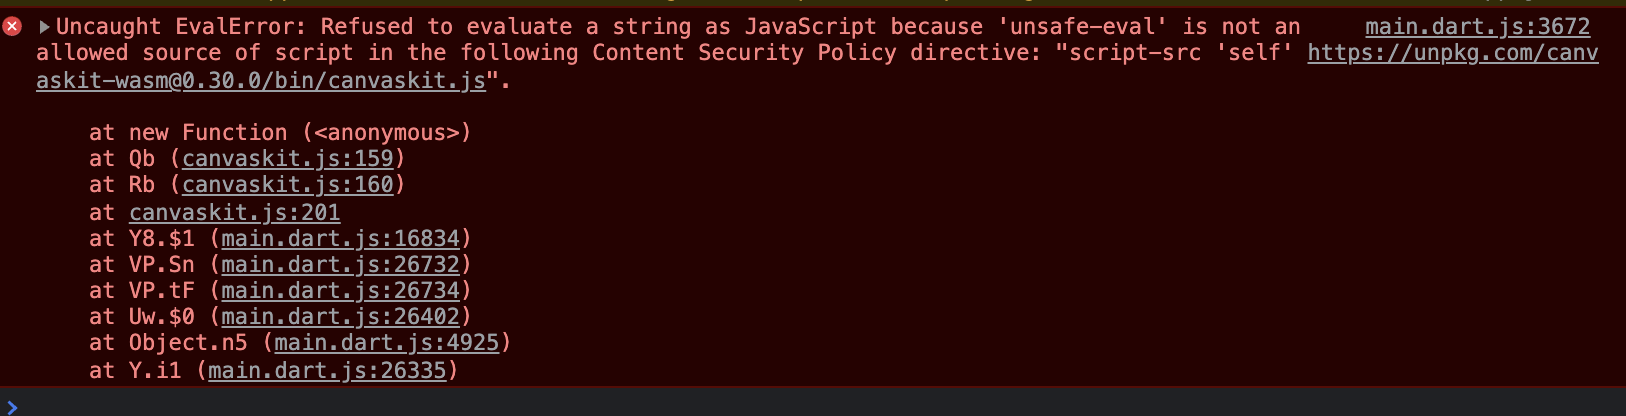 Uncaught EvalError: Refused to evaluate a string as JavaScript because 'unsafe-eval' is not an main.dart.js:3672
allowed source of script in the following Content Security Policy directive: "script-src 'self' https://unpkg.com/canv
askit-wasm@0.30.0/bin/canvaskit.js".
at new Function (<anonymous>)
at Qb (canvaskit.js:159)
at Rb (canvaskit.js:160)
at canvaskit.js:201
at Y8.$1 (main.dart.js:16834)
at VP.Sn (main.dart.js:26732)
at VP.tF (main.dart.js:26734)
at Uw.$0 (main.dart.js:26402)
at Object.n5 (main.dart.js:4925)
at Y.i1 (main.dart.js:26335)